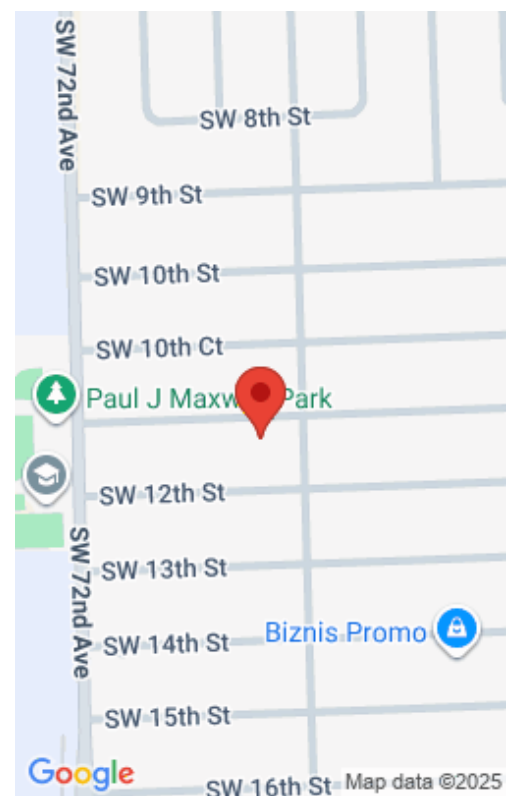 SW 72nd Ave
SW 8th St
SW 9th St
SW 10th St
SW 10th Ct
Paul J Maxw Park
SW 12th St
SW 72nd Ave
SW 13th St
Biznis Promo
SW 14th St
SW 15th St
Google
SW 16th St
Map data ©2025